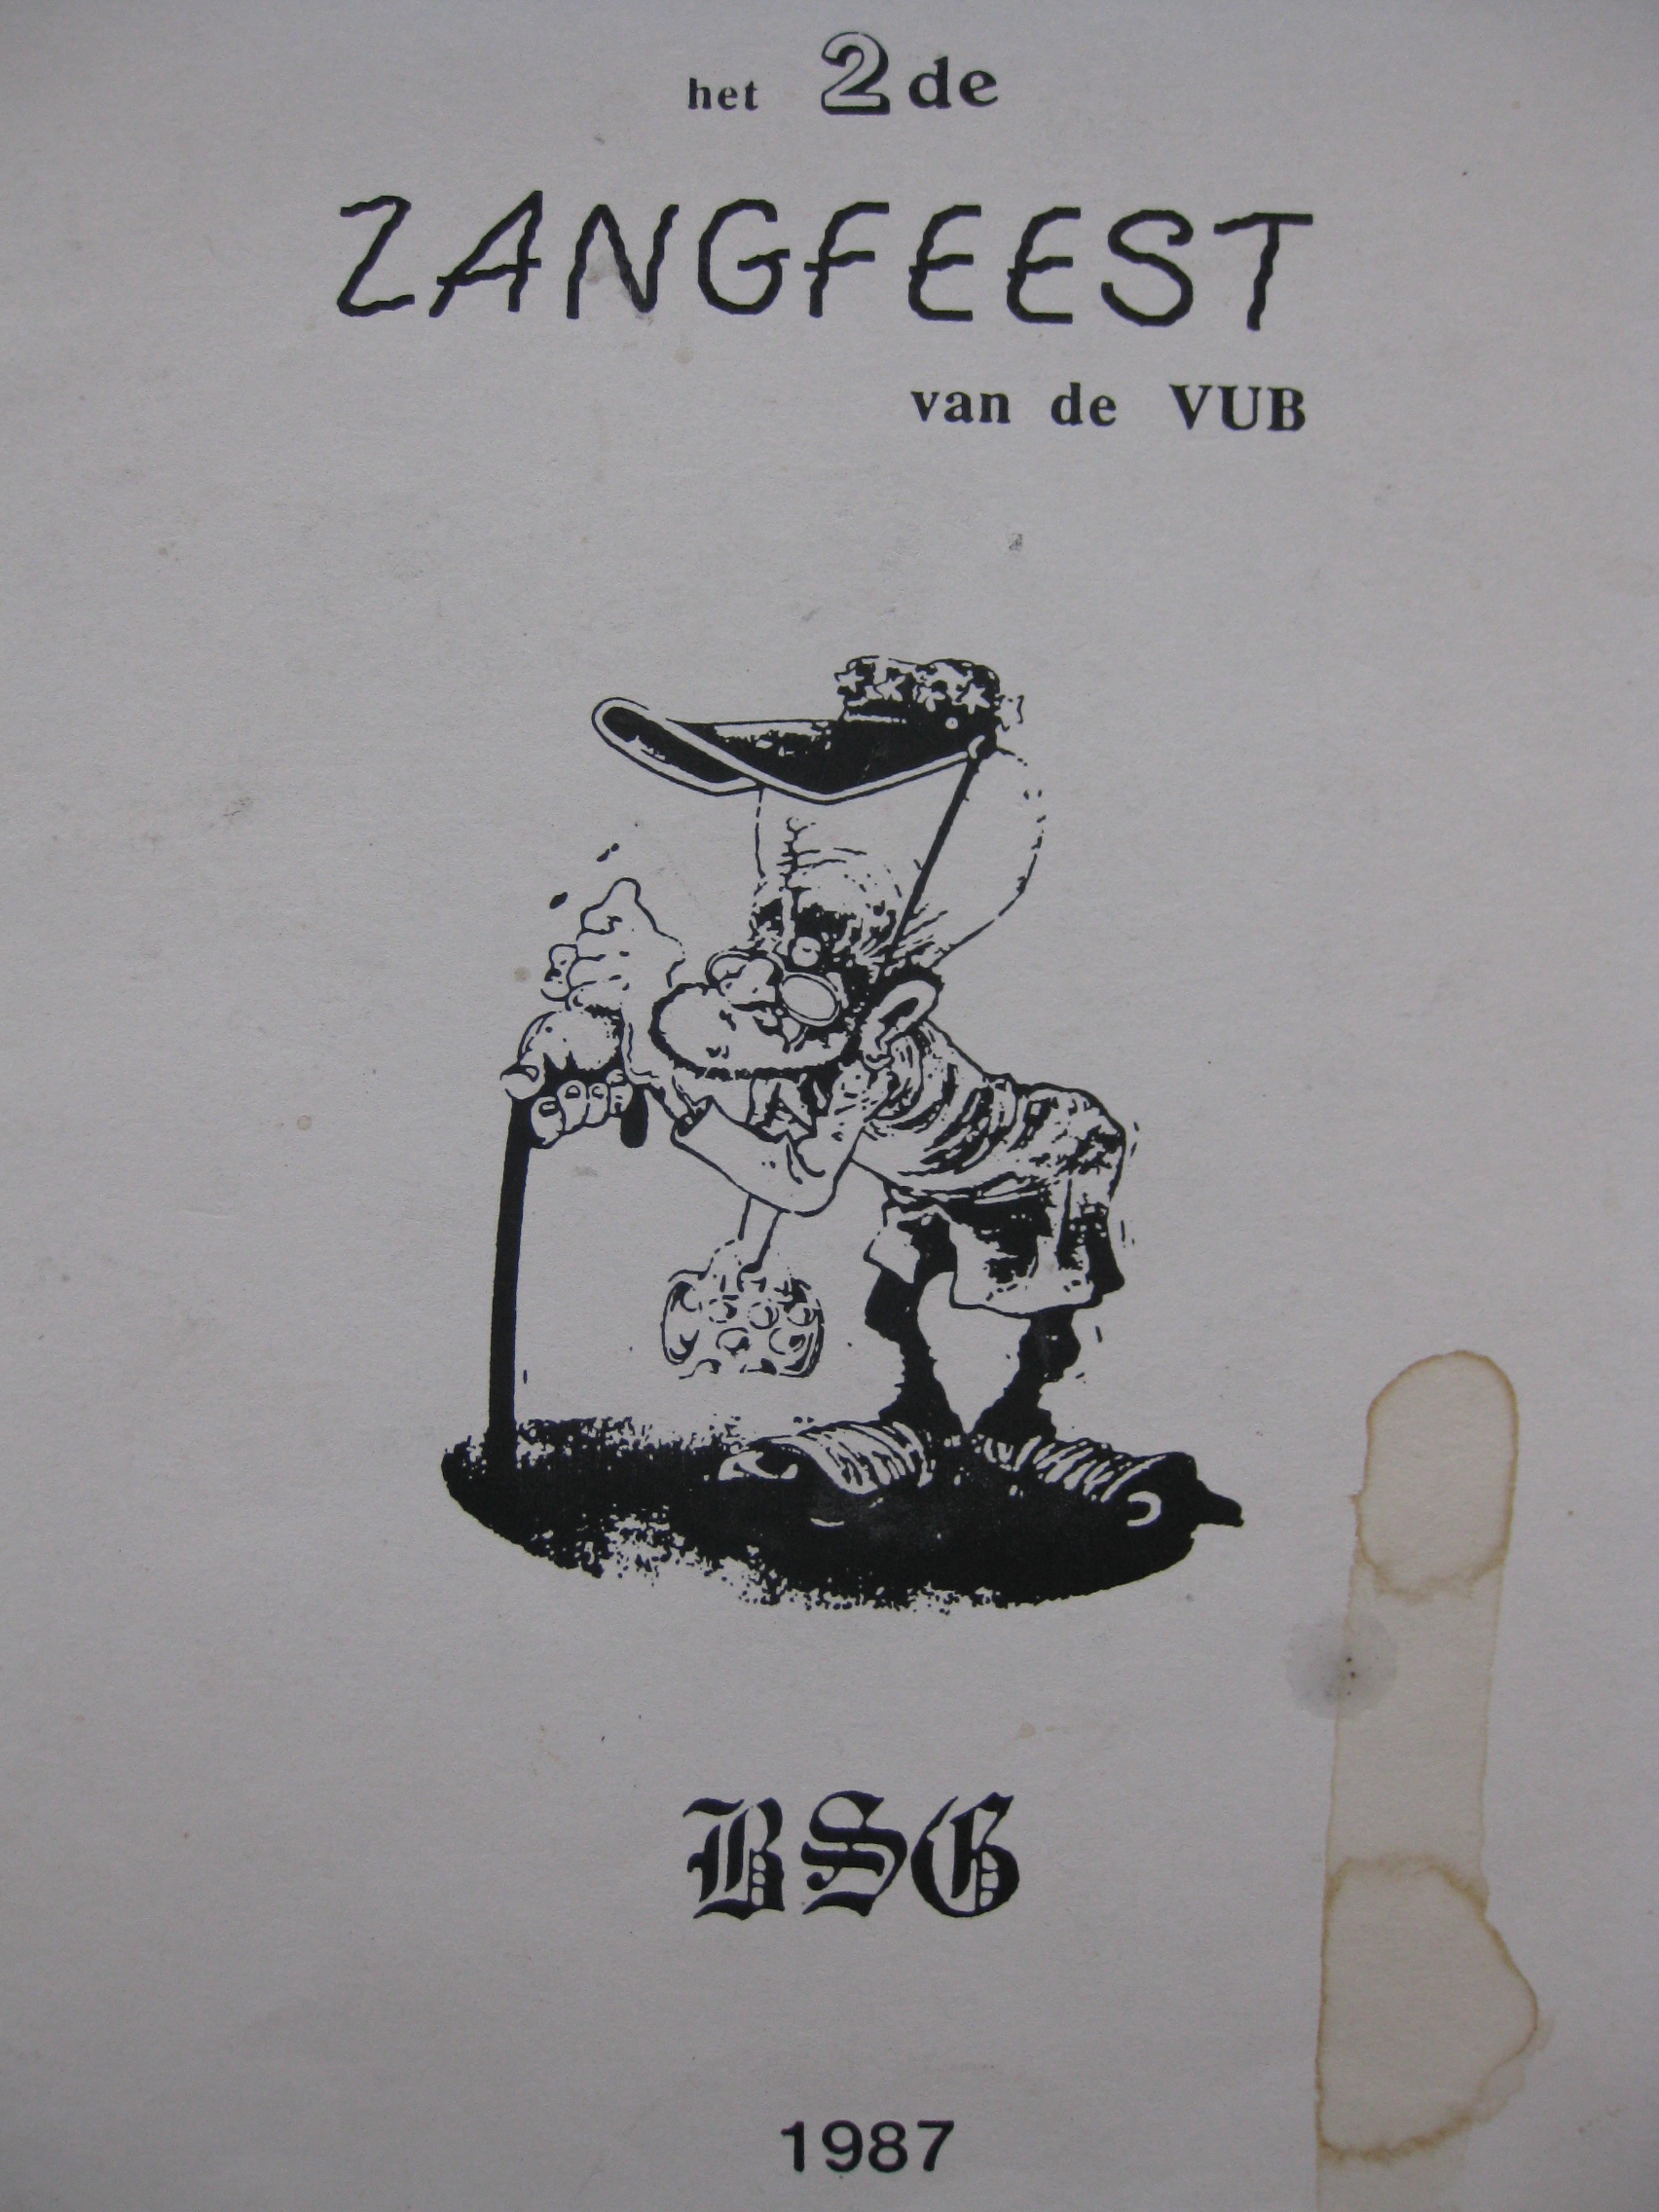 het 2de
ZANGFEEST
van de VUB
BSG
1987